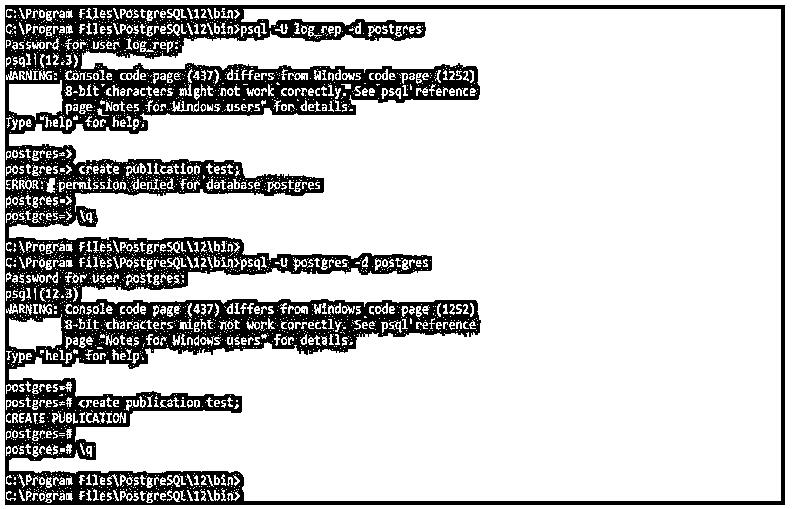 C:\Program Files\PostgreSQL\12\bin>
C:\Program Files\PostgreSQL\12\bin>psql -U log_rep -d postgres
Password for user log_rep:
psql (12.3)
WARNING: Console code page (437) differs from Windows code page (1252)
8-bit characters might not work correctly. See psql reference
page "Notes for Windows users" for details.
Type "help" for help.
postgres=>
postgres=> create publication test;
ERROR: permission denied for database postgres
postgres=>
postgres=> \q
C:\Program Files\PostgreSQL\12\bin>
C:\Program Files\PostgreSQL\12\bin>psql -U postgres -d postgres
Password for user postgres:
psql (12.3)
WARNING: Console code page (437) differs from Windows code page (1252)
8-bit characters might not work correctly. See psql reference
page "Notes for Windows users" for details.
Type "help" for help.
postgres=#
postgres=# create publication test;
CREATE PUBLICATION
postgres=#
postgres=# \q
C:\Program Files\PostgreSQL\12\bin>
C:\Program Files\PostgreSQL\12\bin>